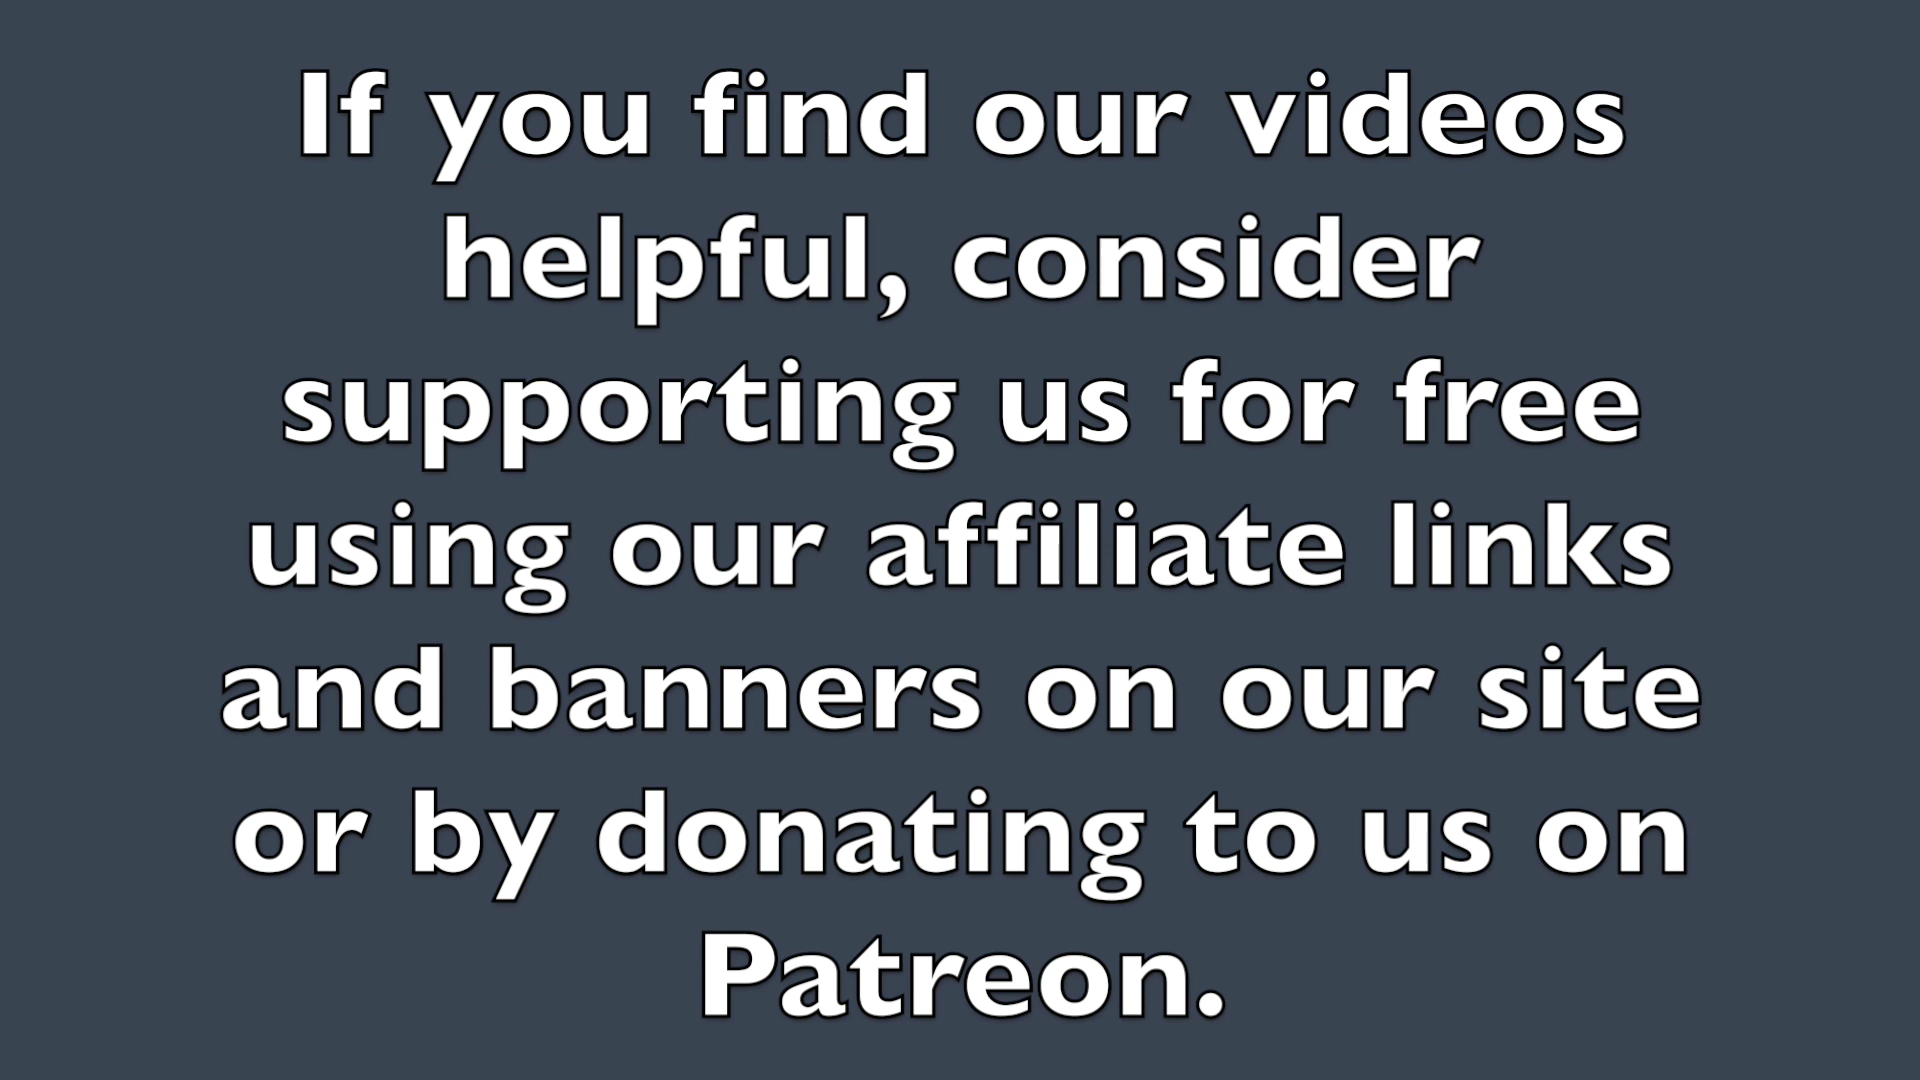 If you find our videos
helpful, consider
supporting us for free
using our affiliate links
and banners on our site
or by donating to us on
Patreon.